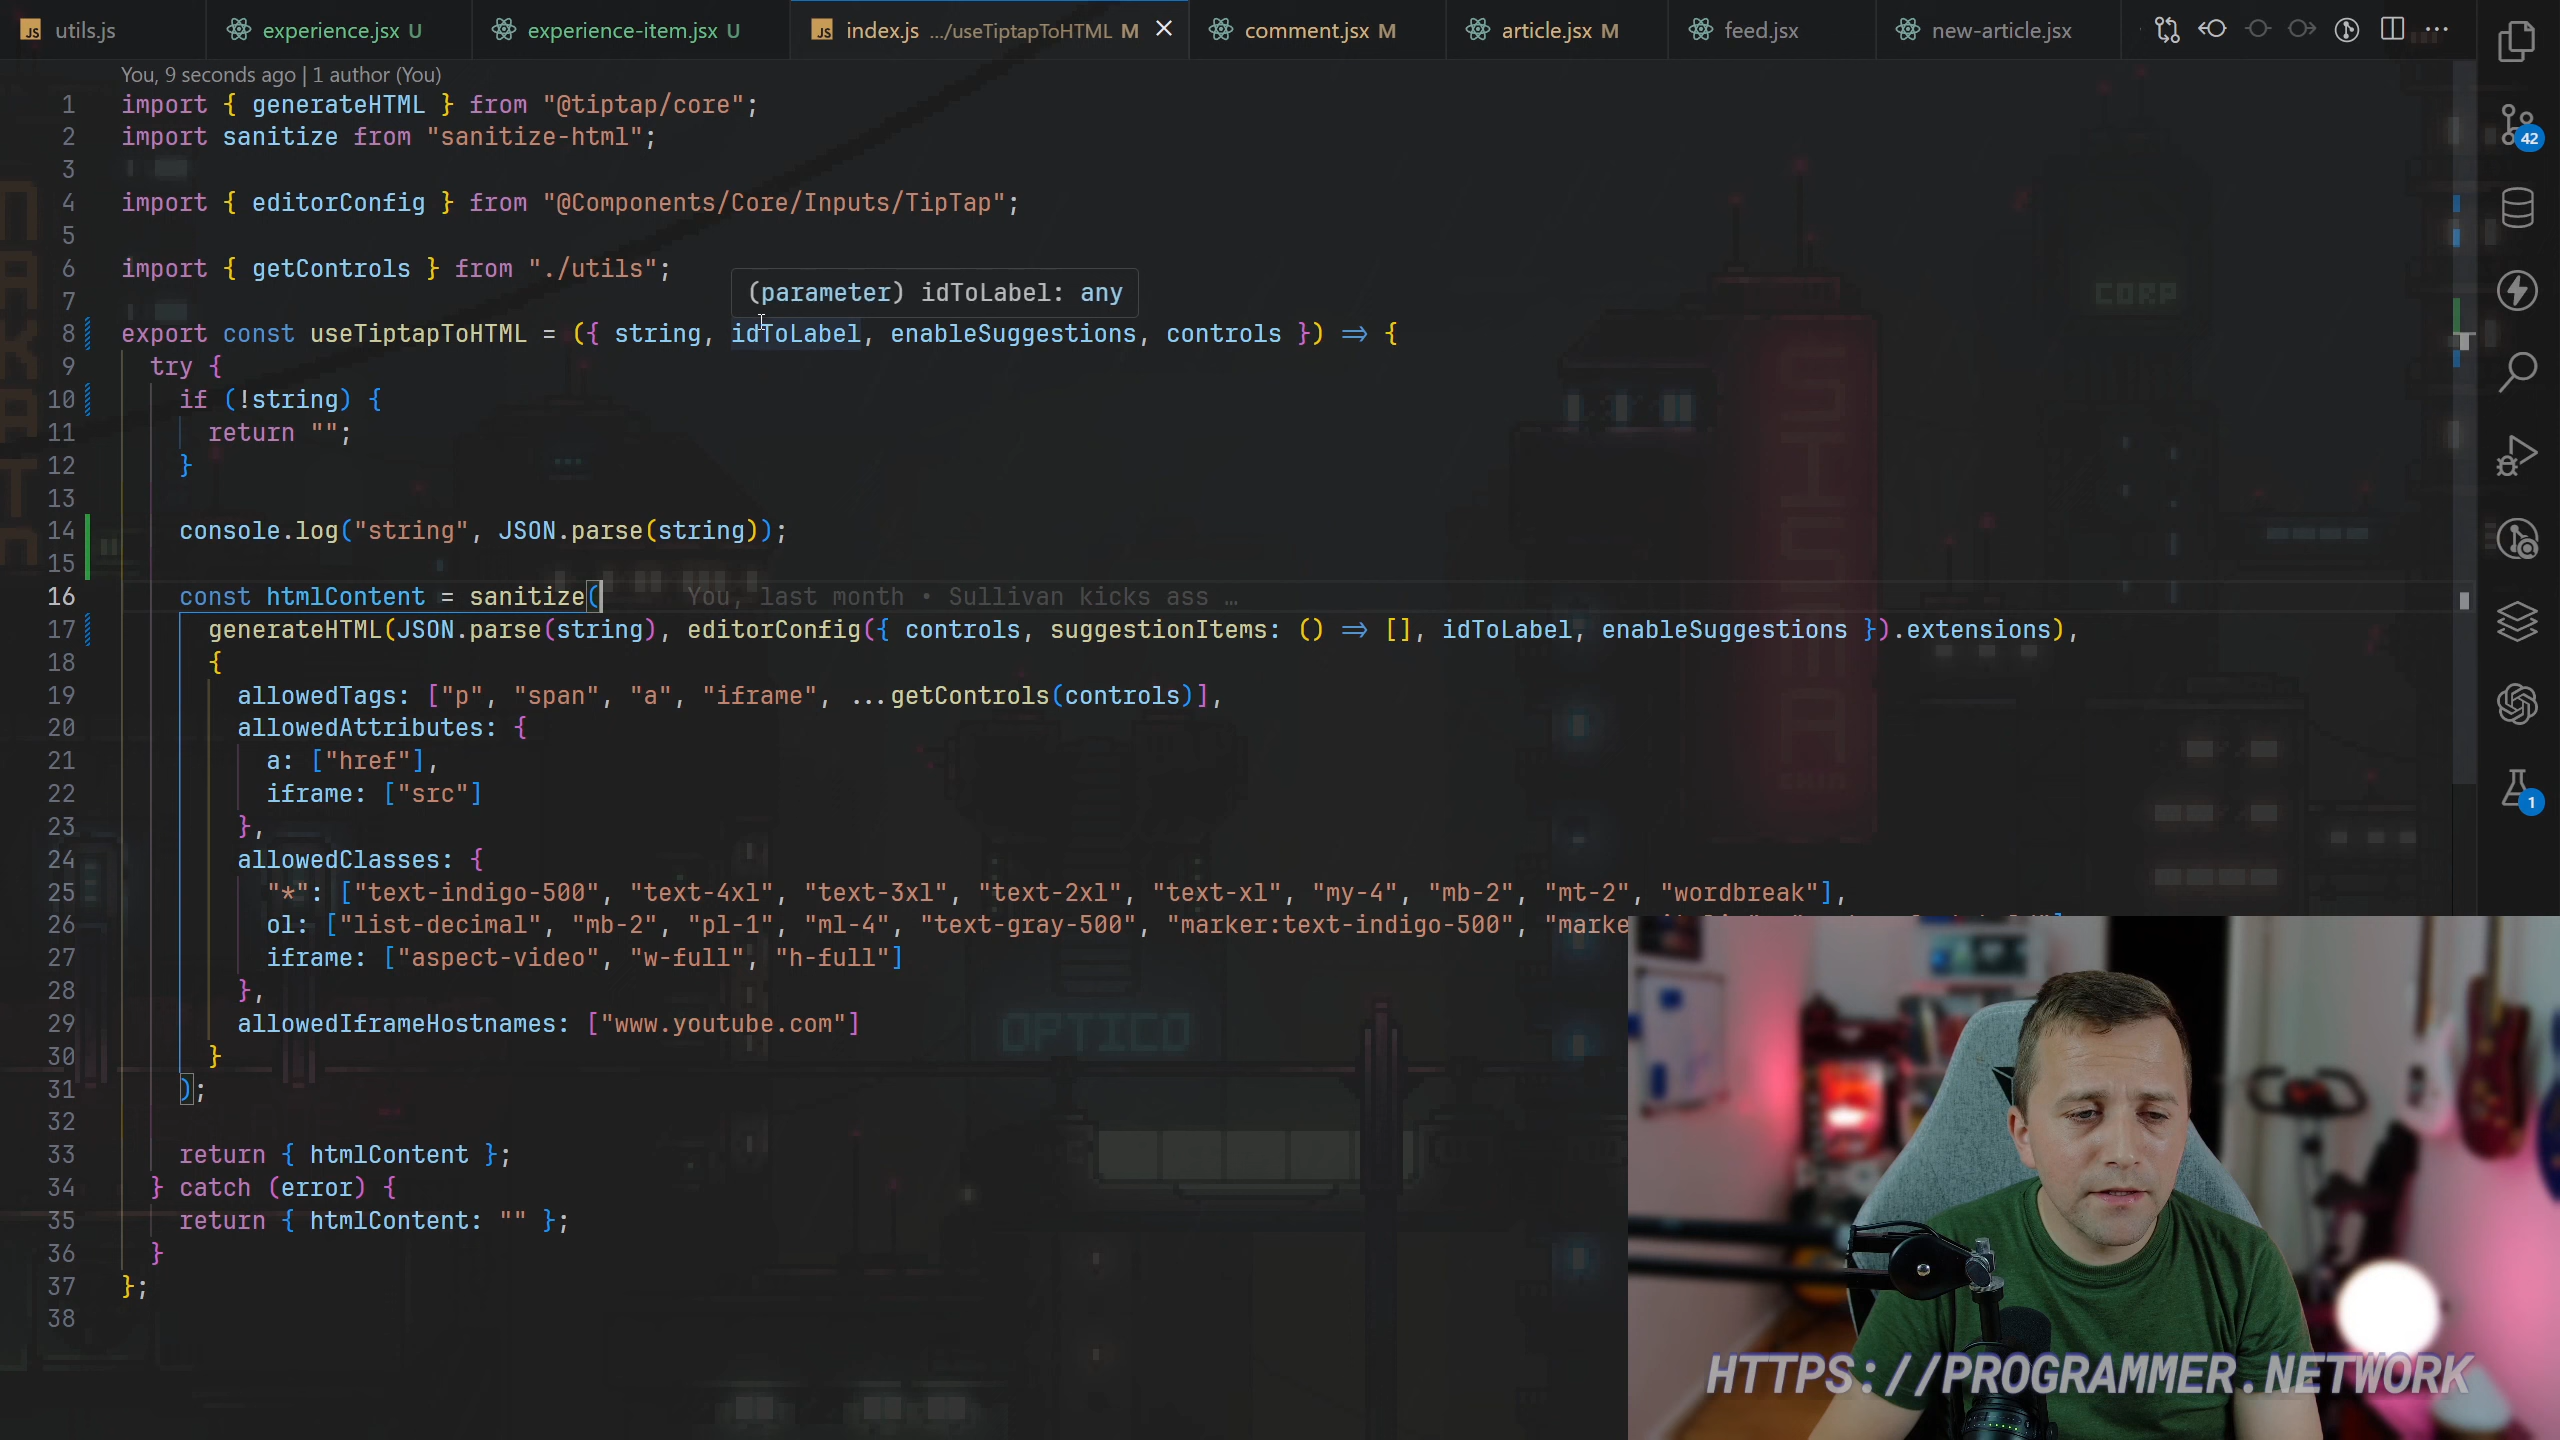 utils.js
experience.jsx U
experience-item.jsx U
index.js .../useTiptapToHTML M
comment.jsx M
article.jsx M
feed.jsx
new-article.jsx
You, 9 seconds ago | 1 author (You)
1 import { generateHTML } from "@tiptap/core";
2 import sanitize from "sanitize-html";
3
4 import { editorConfig } from "@Components/Core/Inputs/TipTap";
5
6 import { getControls } from "./utils";
(parameter) idToLabel: any
7
8 export const useTiptapToHTML = ({ string, idToLabel, enableSuggestions, controls }) => {
9 try {
10 if (!string) {
11 return "";
12 }
13
14 console.log("string", JSON.parse(string));
15
16 const htmlContent = sanitize( You, last month • Sullivan kicks ass …
17 generateHTML(JSON.parse(string), editorConfig({ controls, suggestionItems: () => [], idToLabel, enableSuggestions }).extensions),
18 {
19 allowedTags: ["p", "span", "a", "iframe", ...getControls(controls)],
20 allowedAttributes: {
21 a: ["href"],
22 iframe: ["src"]
23 },
24 allowedClasses: {
25 "*": ["text-indigo-500", "text-4xl", "text-3xl", "text-2xl", "text-xl", "my-4", "mb-2", "mt-2", "wordbreak"],
26 ol: ["list-decimal", "mb-2", "pl-1", "ml-4", "text-gray-500", "marker:text-indigo-500", "marke
27 iframe: ["aspect-video", "w-full", "h-full"]
28 },
29 allowedIframeHostnames: ["www.youtube.com"]
30 }
31 );
32
33 return { htmlContent };
34 } catch (error) {
35 return { htmlContent: "" };
36 }
37 };
38
42
1
CORP
OPTICO
HTTPS://PROGRAMMER.NETWORK